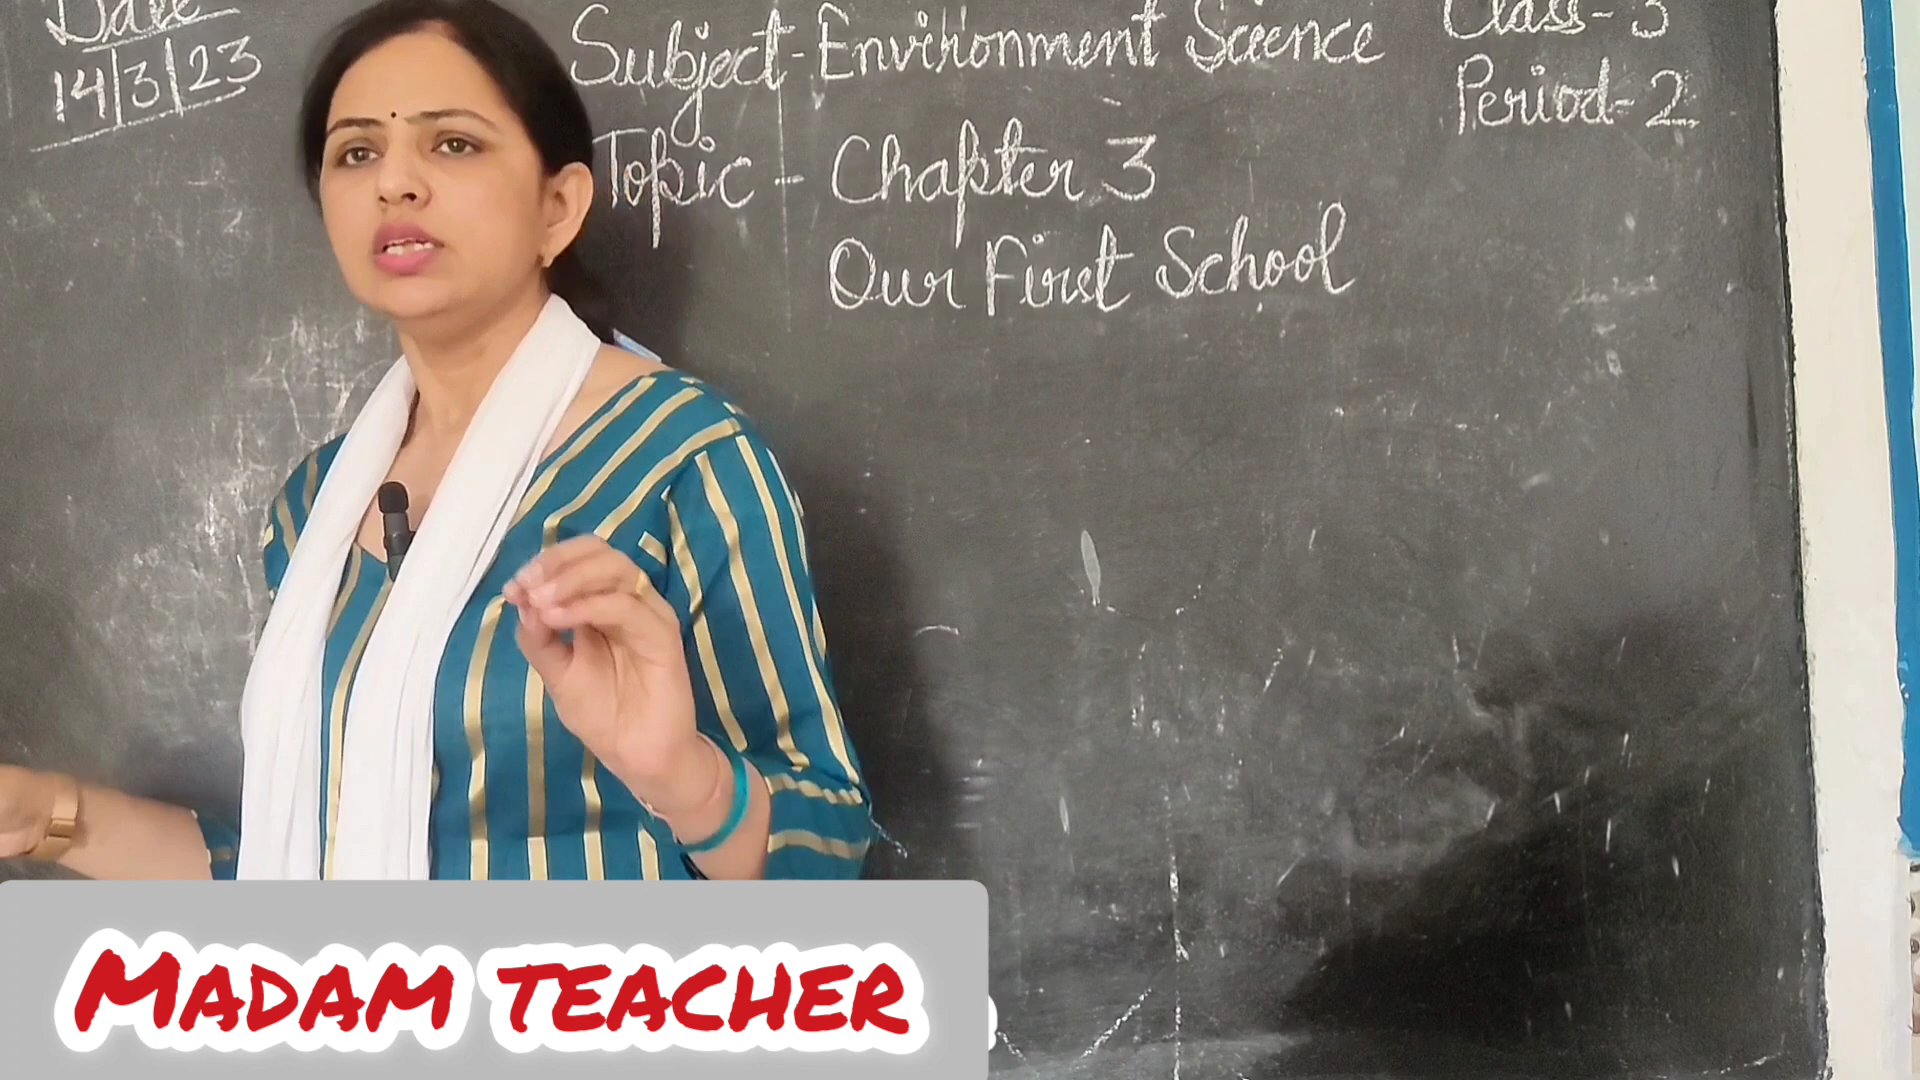 Date
14/3/23
Subject-Environment Science
Class-3
Period-2
Topic - Chapter 3
Our First School
MADAM TEACHER